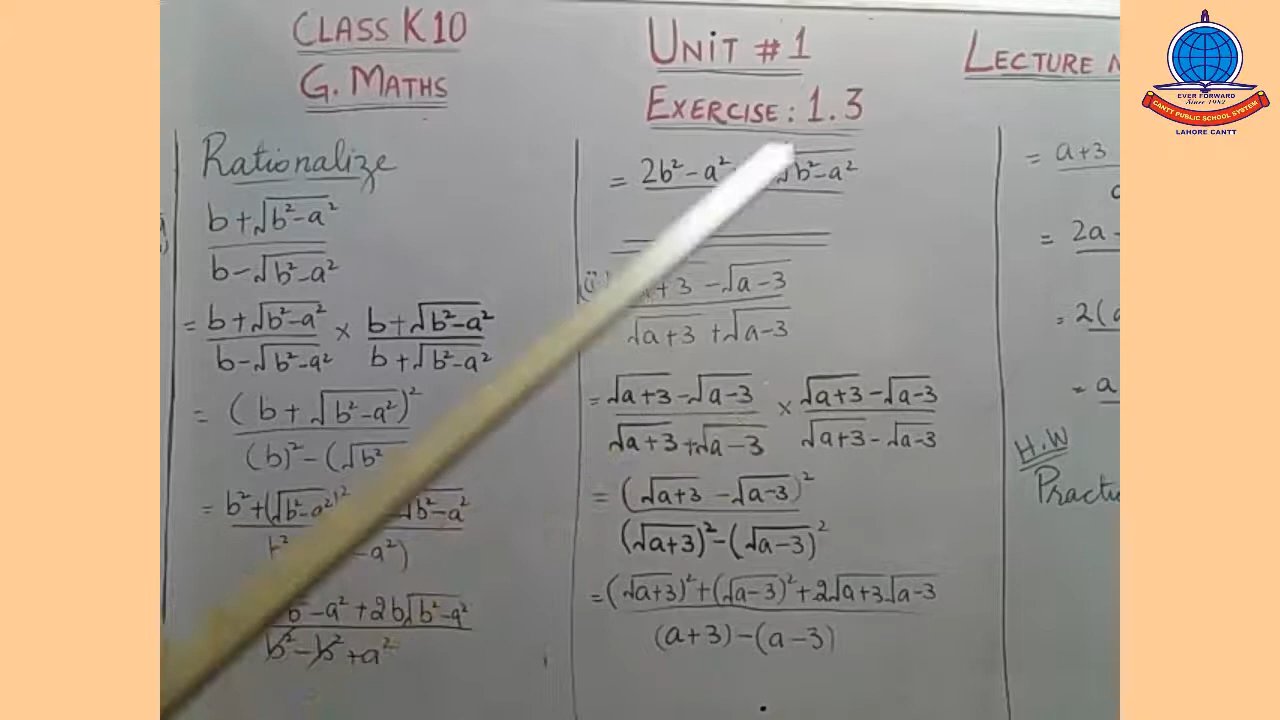 CLASS K10
G. MATHS
UNIT #1
EXERCISE: 1.3
LECTURE
EVER FORWARD
Since 1982
CANTT PUBLIC SCHOOL SYSTEM
LAHORE CANTT
Rationalize
b+√b²-a²
b-√b²-a²
= b+√b²-a² × b+√b²-a²
b-√b²-a² b+√b²-a²
= (b+√b²-a²)²
(b)²-(√b²
= b²+(√b²-a²)² √b²-a²
-a²)
-a²+2b√b²-a²
b²-b²+a²
= 2b²-a² √b²-a²
a+3 -√a-3
√a+3 +√a-3
= √a+3-√a-3 × √a+3-√a-3
√a+3+√a-3 √a+3-√a-3
= (√a+3 -√a-3)²
(√a+3)²-(√a-3)²
= (√a+3)²+(√a-3)²+2√a+3√a-3
(a+3)-(a-3)
= a+3
= 2a-
= 2(
= a
H.W